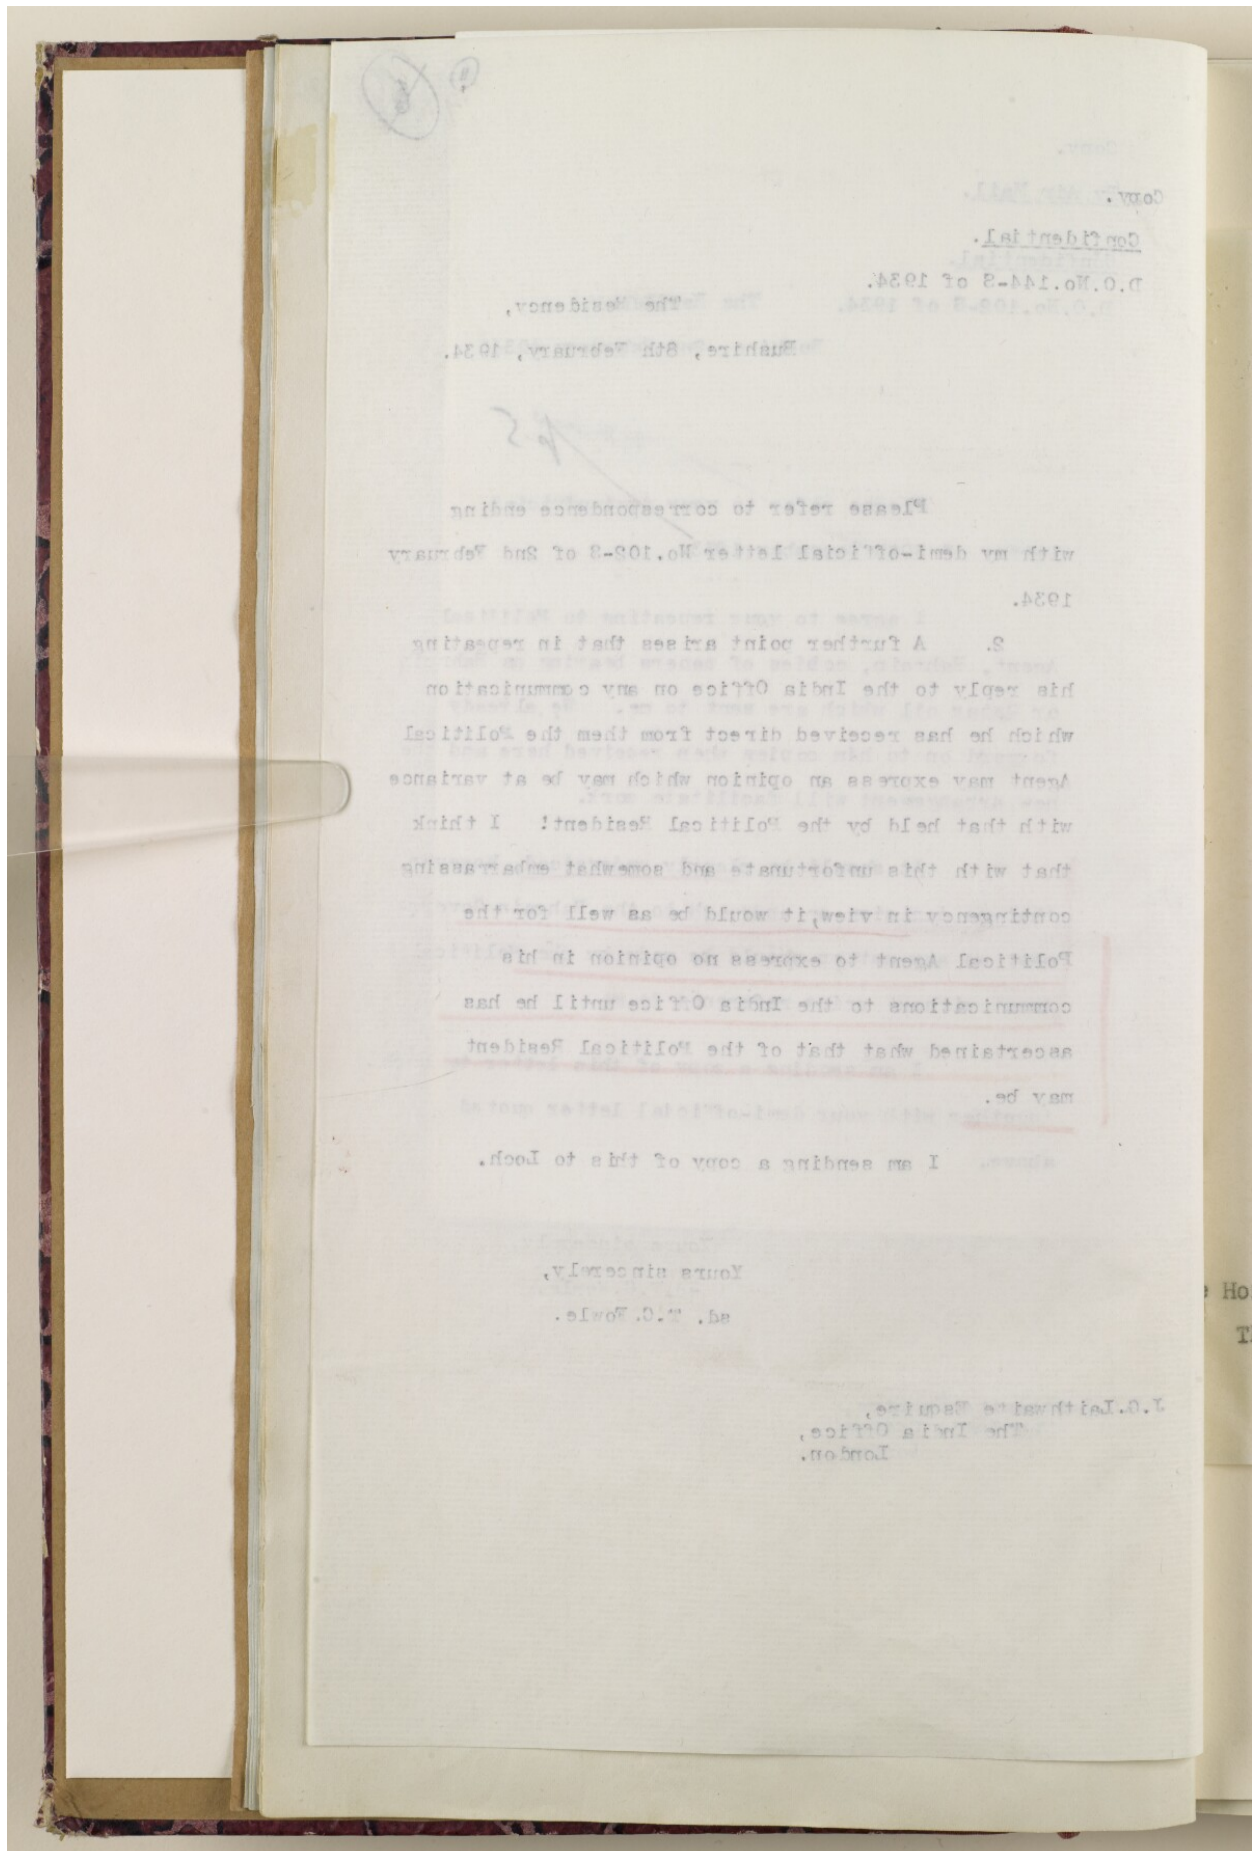 Copy.
Confidential.
D.O.No.144-S of 1934.
The Residency,
Bushire, 8th February, 1934.
Please refer to correspondence ending
with my demi-official letter No.102-S of 2nd February
1934.
2. A further point arises that in repeating
his reply to the India Office on any communication
which he has received direct from them the Political
Agent may express an opinion which may be at variance
with that held by the Political Resident! I think
that with this unfortunate and somewhat embarrassing
contingency in view,it would be as well for the
Political Agent to express no opinion in his
communications to the India Office until he has
ascertained what that of the Political Resident
may be.
I am sending a copy of this to Loch.
Yours sincerely,
sd. T.C.Fowle.
J.G.Laithwaite Esquire,
The India Office,
London.
Ho